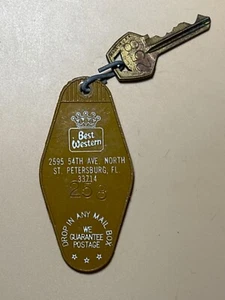 Best
Western
2595 54TH AVE. NORTH
ST. PETERSBURG, FL.
33714
DROP IN ANY MAIL BOX
WE
GUARANTEE
POSTAGE